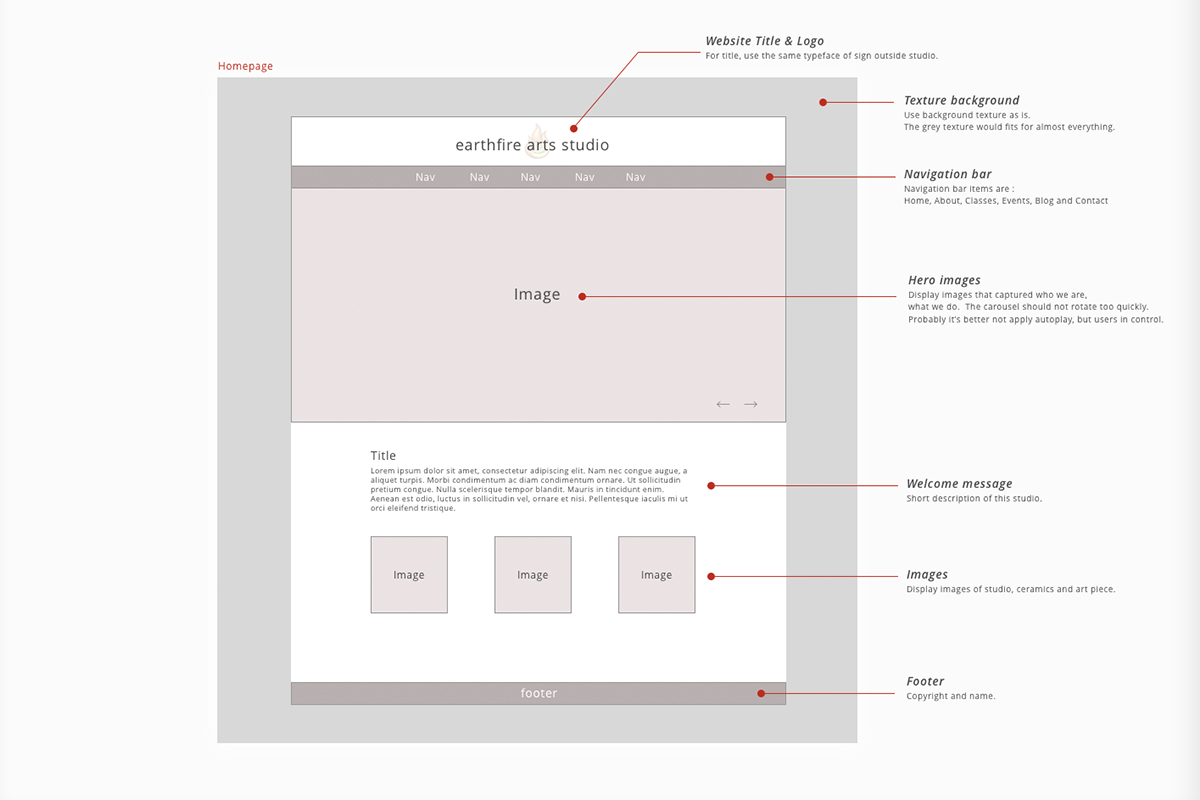 Website Title & Logo
For title, use the same typeface of sign outside studio.
Homepage
Texture background
Use background texture as is.
The grey texture would fits for almost everything.
earthfire arts studio
Navigation bar
Navigation bar items are :
Home, About, Classes, Events, Blog and Contact
Nav Nav Nav Nav Nav
Hero images
Display images that captured who we are,
what we do. The carousel should not rotate too quickly.
Probably it's better not apply autoplay, but users in control.
Image
← →
Title
Lorem ipsum dolor sit amet, consectetur adipiscing elit. Nam nec congue augue, a
aliquet turpis. Morbi condimentum ac diam condimentum ornare. Ut sollicitudin
pretium congue. Nulla scelerisque tempor blandit. Mauris in tincidunt enim.
Aenean est odio, luctus in sollicitudin vel, ornare et nisi. Pellentesque iaculis mi ut
orci eleifend tristique.
Welcome message
Short description of this studio.
Image Image Image
Images
Display images of studio, ceramics and art piece.
Footer
Copyright and name.
footer